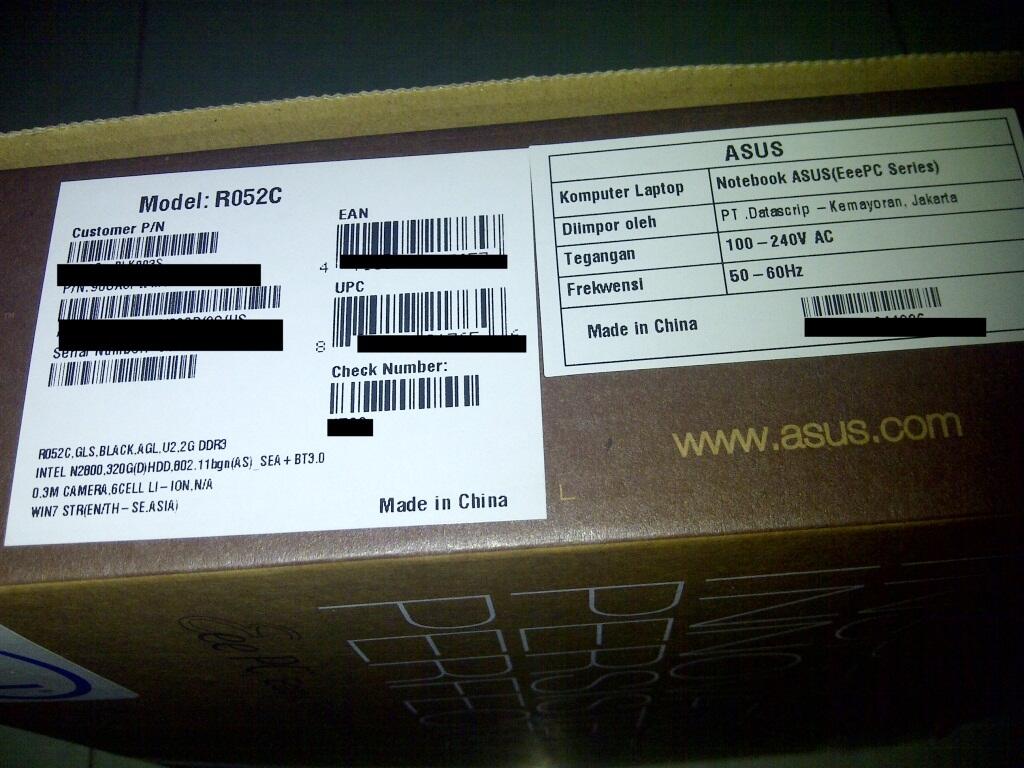 Model: R052C
Customer P/N
Serial Number
EAN
4
UPC
8
Check Number:
R052C,GLS,BLACK,AGL,U2,2G DDR3
INTEL N2800,320G(D)HDD,802.11bgn(AS)_SEA+BT3.0
0.3M CAMERA,6CELL LI-ION,N/A
WIN7 STR(EN/TH-SE.ASIA)
Made in China
ASUS
Komputer Laptop Notebook ASUS(EeePC Series)
Diimpor oleh PT .Datascrip - Kemayoran, Jakarta
Tegangan 100-240V AC
Frekwensi 50-60Hz
Made in China
www.asus.com